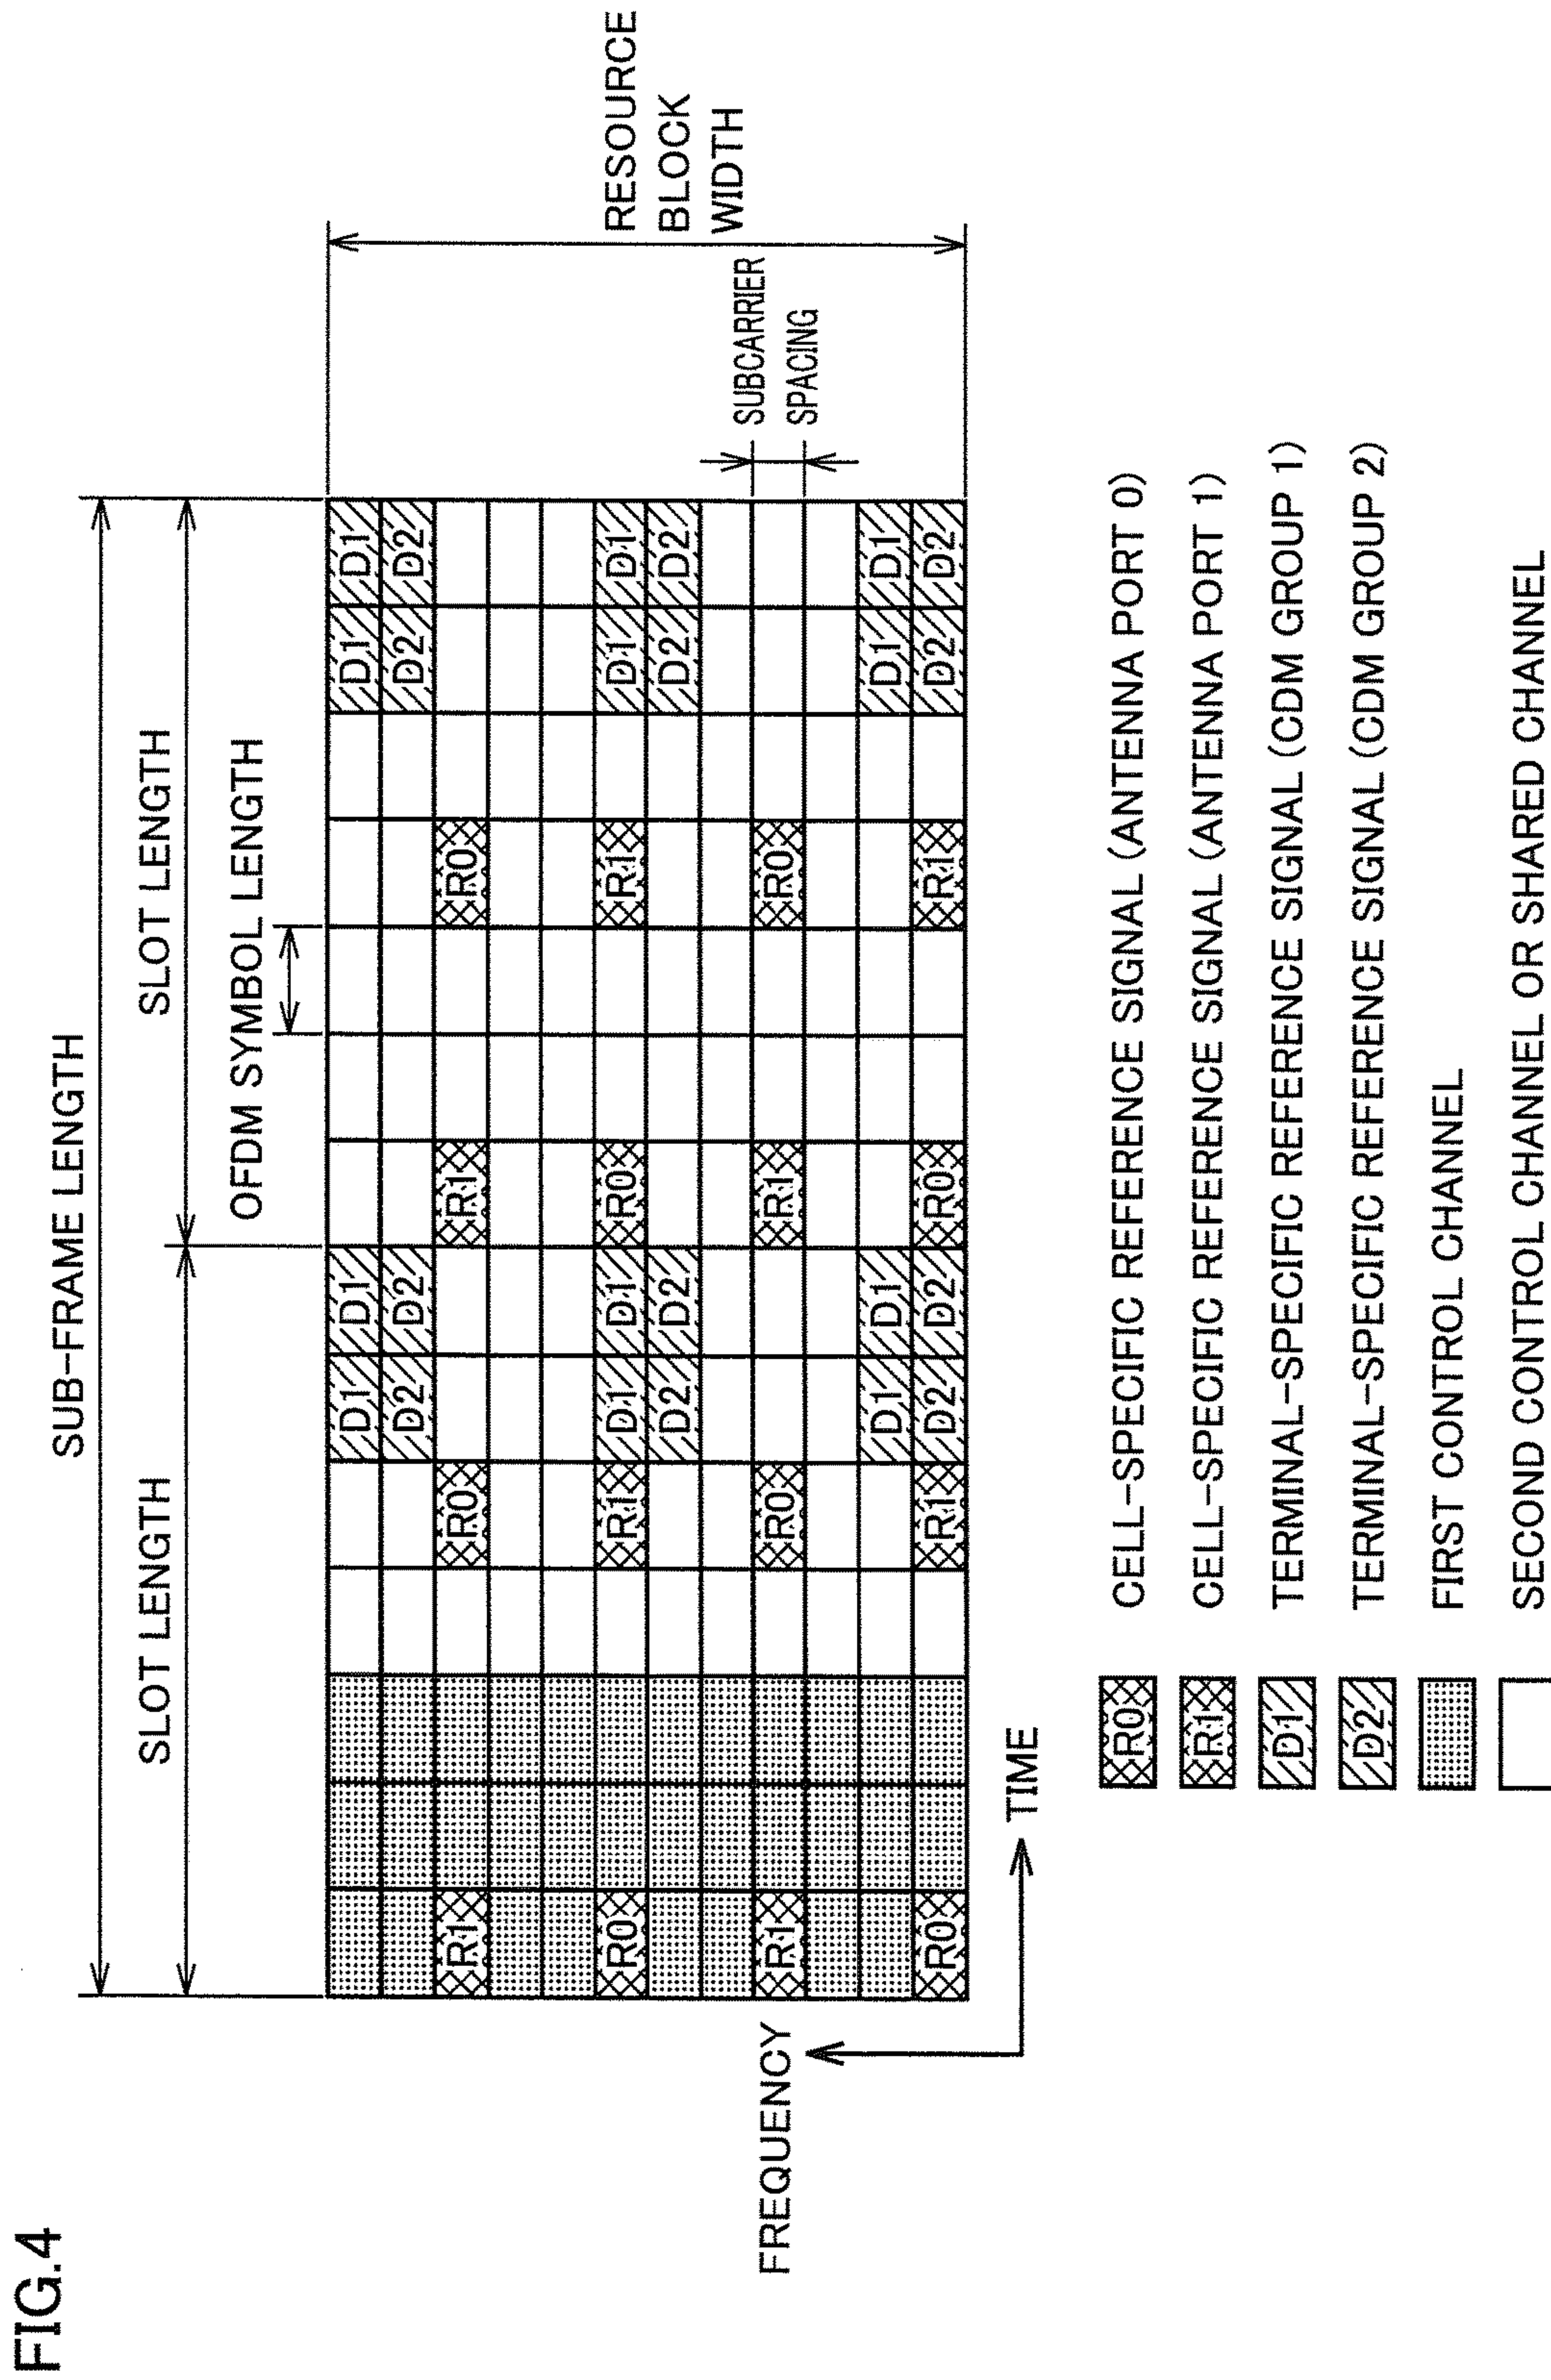 FIG.4
SUB-FRAME LENGTH
SLOT LENGTH SLOT LENGTH
OFDM SYMBOL LENGTH
D1 D1 D1 D1
D2 D2 D2 D2
R1 R0 R1 R0
R0 R1 D1 D1 R0 R1 D1 D1
D2 D2 D2 D2
R1 R0 R1 R0
D1 D1 D1 D1
R0 R1 D2 D2 R0 R1 D2 D2
RESOURCE
BLOCK
WIDTH
SUBCARRIER
SPACING
FREQUENCY
TIME
R0 CELL-SPECIFIC REFERENCE SIGNAL (ANTENNA PORT 0)
R1 CELL-SPECIFIC REFERENCE SIGNAL (ANTENNA PORT 1)
D1 TERMINAL-SPECIFIC REFERENCE SIGNAL (CDM GROUP 1)
D2 TERMINAL-SPECIFIC REFERENCE SIGNAL (CDM GROUP 2)
FIRST CONTROL CHANNEL
SECOND CONTROL CHANNEL OR SHARED CHANNEL